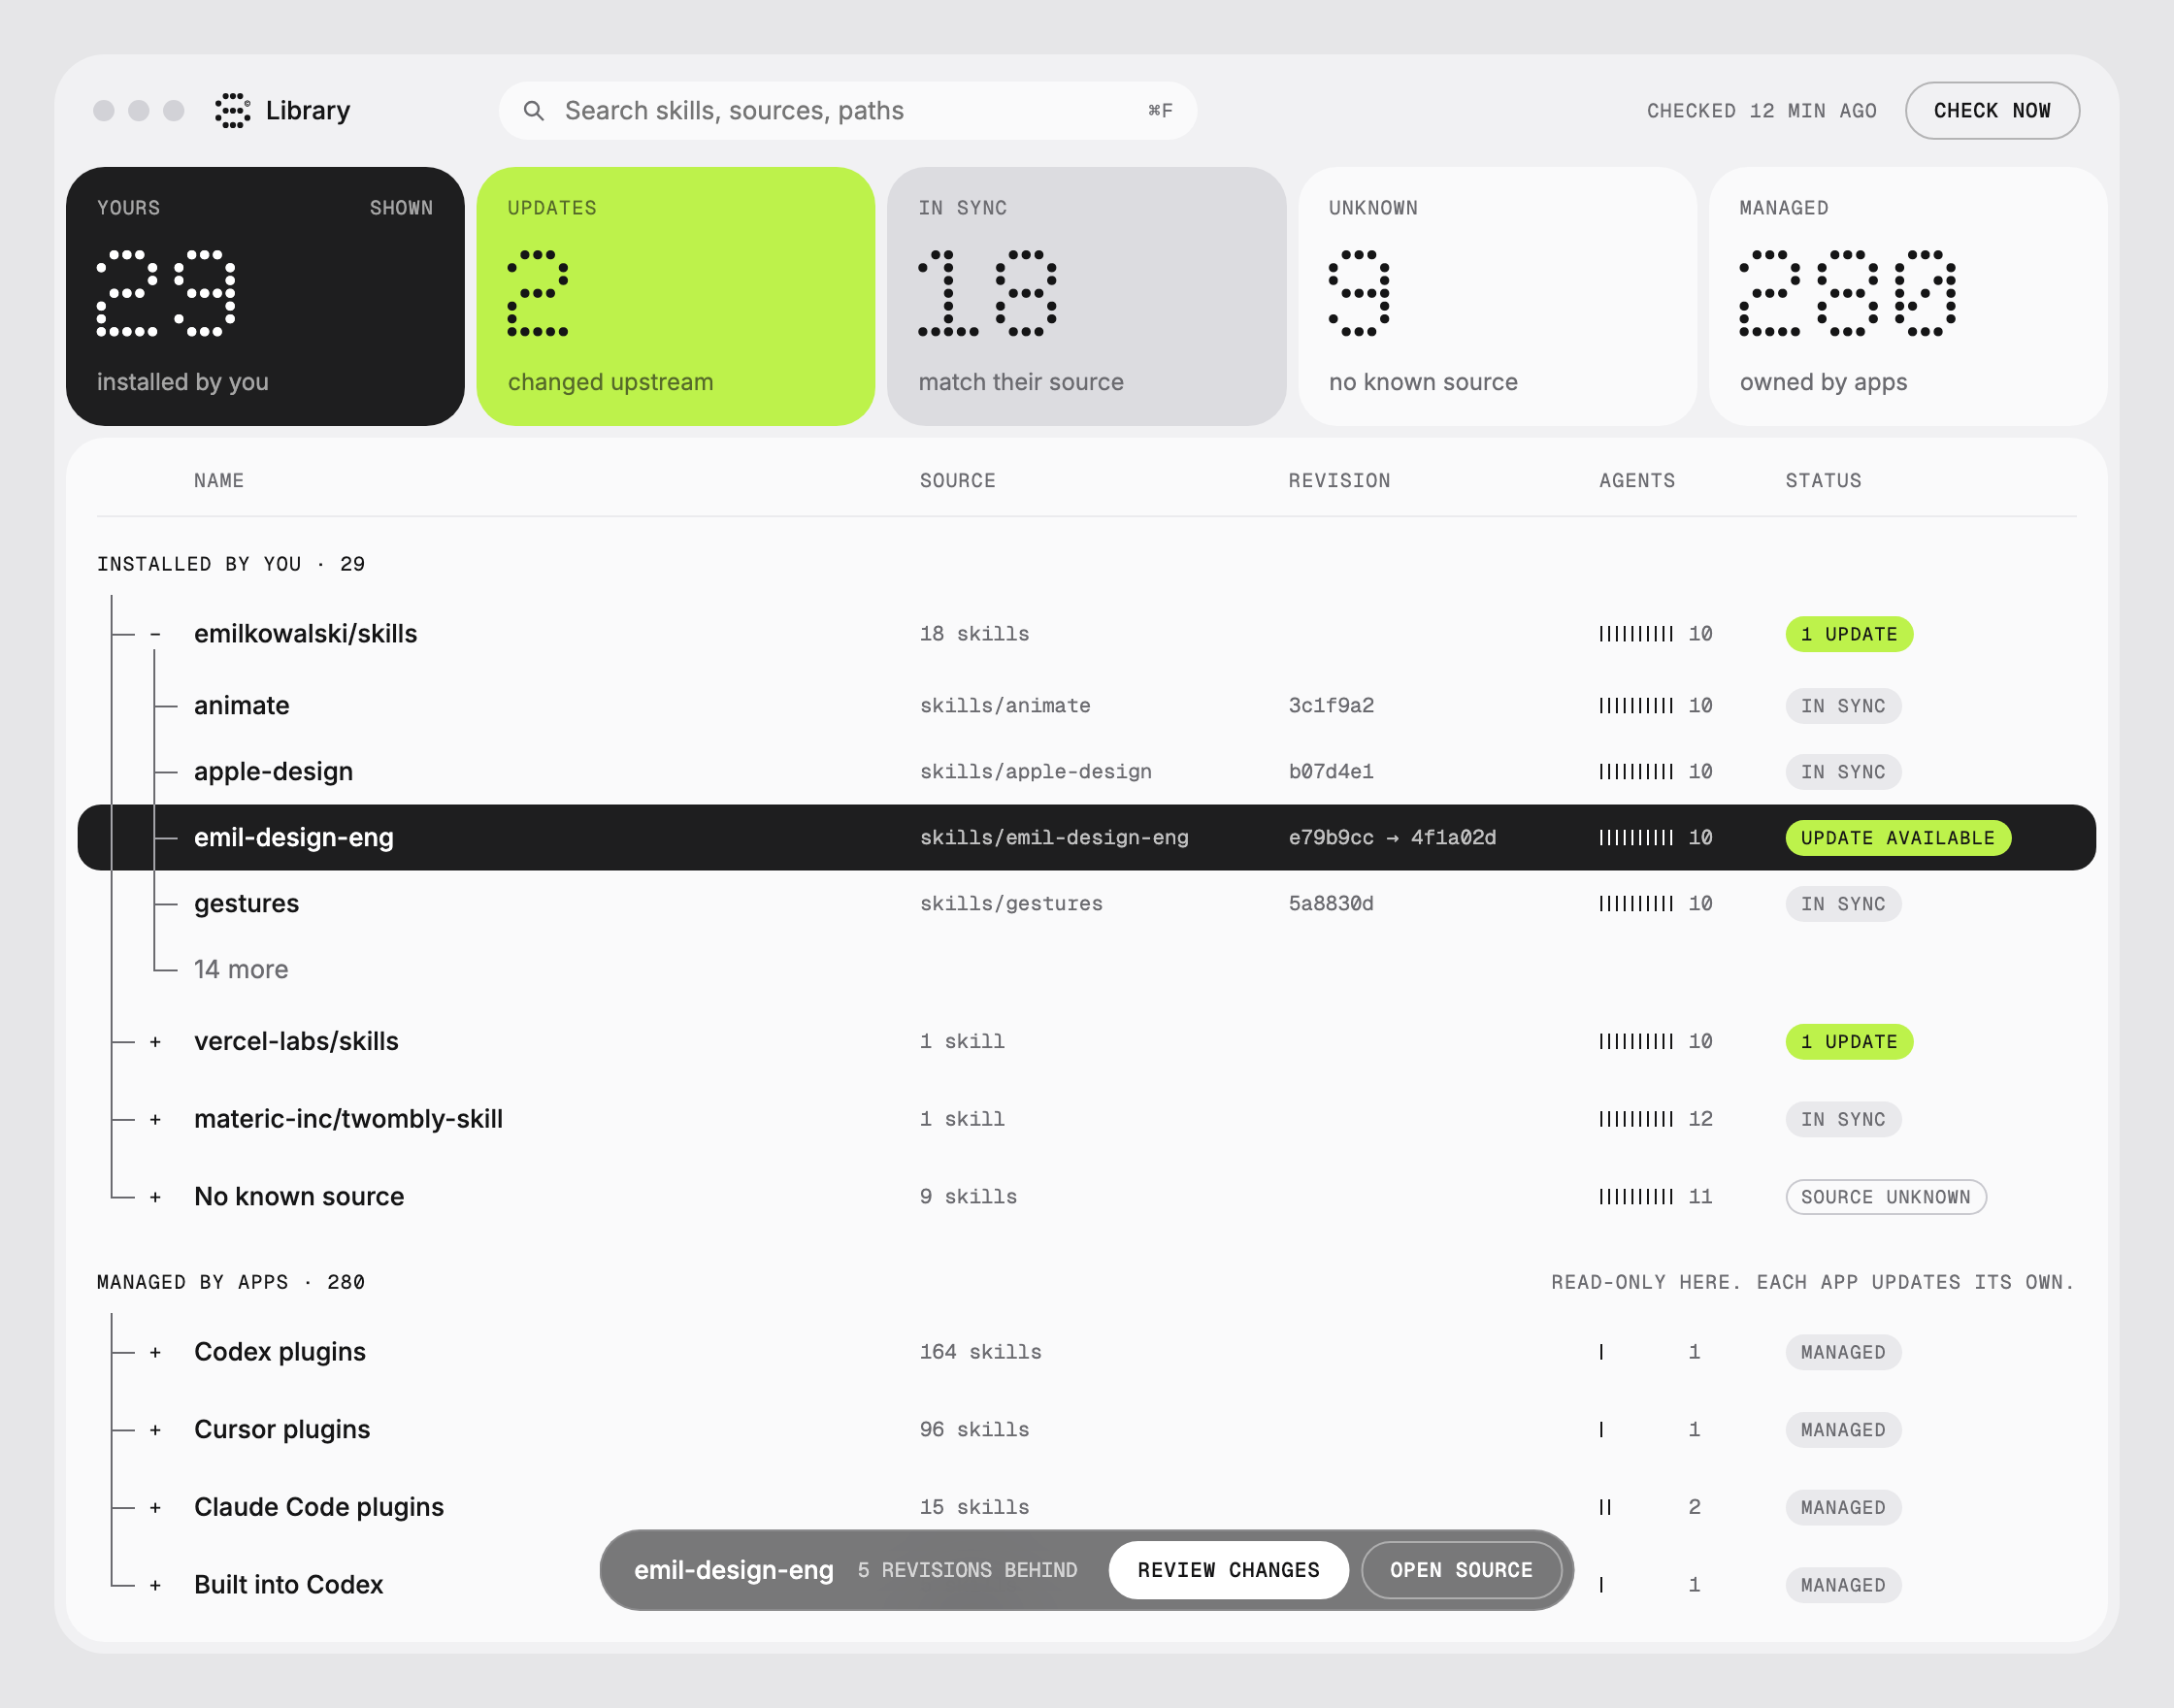 Library
Search skills, sources, paths ⌘F
CHECKED 12 MIN AGO
CHECK NOW
YOURS SHOWN
29
installed by you
UPDATES
2
changed upstream
IN SYNC
18
match their source
UNKNOWN
9
no known source
MANAGED
280
owned by apps
NAME SOURCE REVISION AGENTS STATUS
INSTALLED BY YOU · 29
− emilkowalski/skills 18 skills 10 1 UPDATE
animate skills/animate 3c1f9a2 10 IN SYNC
apple-design skills/apple-design b07d4e1 10 IN SYNC
emil-design-eng skills/emil-design-eng e79b9cc → 4f1a02d 10 UPDATE AVAILABLE
gestures skills/gestures 5a8830d 10 IN SYNC
14 more
+ vercel-labs/skills 1 skill 10 1 UPDATE
+ materic-inc/twombly-skill 1 skill 12 IN SYNC
+ No known source 9 skills 11 SOURCE UNKNOWN
MANAGED BY APPS · 280 READ-ONLY HERE. EACH APP UPDATES ITS OWN.
+ Codex plugins 164 skills 1 MANAGED
+ Cursor plugins 96 skills 1 MANAGED
+ Claude Code plugins 15 skills 2 MANAGED
+ Built into Codex 1 MANAGED
emil-design-eng 5 REVISIONS BEHIND REVIEW CHANGES OPEN SOURCE